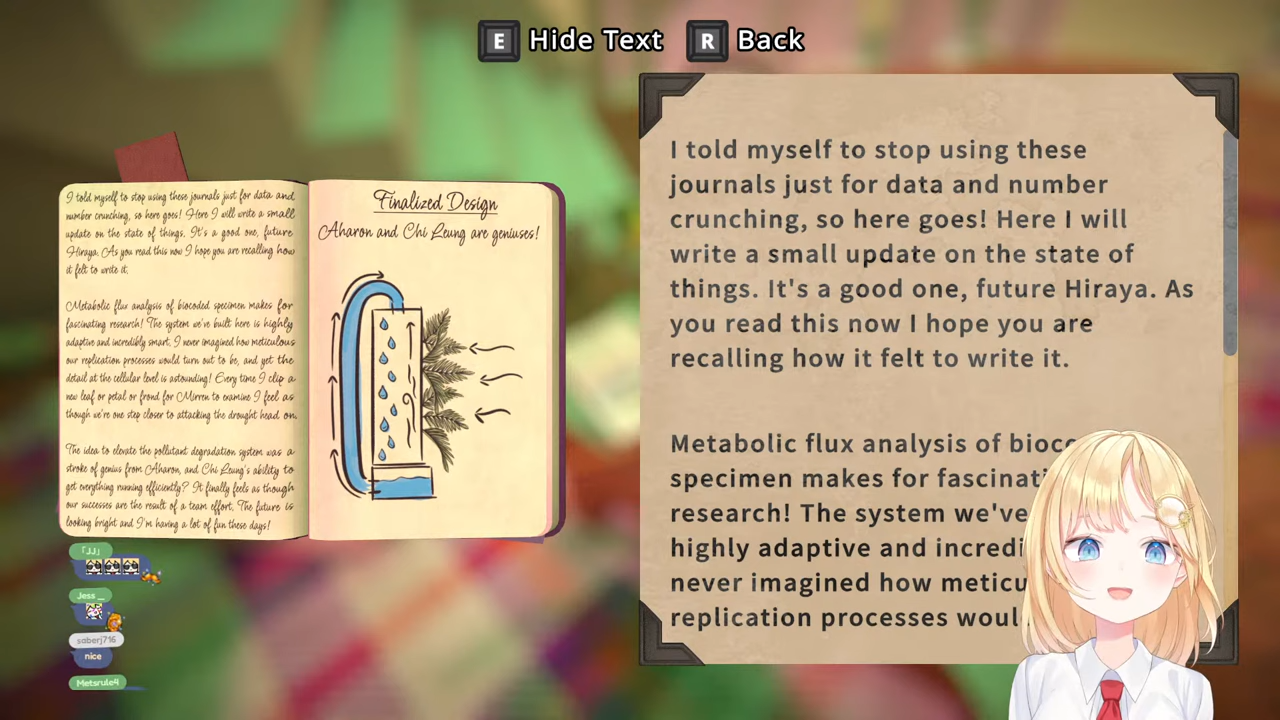 E Hide Text R Back
I told myself to stop using these journals just for data and
number crunching, so here goes! Here I will write a small
update on the state of things. It's a good one, future
Hiraya. As you read this now I hope you are recalling how
it felt to write it.
Metabolic flux analysis of biocoded specimen makes for
fascinating research! The system we've built here is highly
adaptive and incredibly smart. I never imagined how meticulous
our replication processes would turn out to be, and yet the
detail at the cellular level is astounding! Every time I clip a
new leaf or petal or frond for Mirren to examine I feel as
though we're one step closer to attacking the drought head on.
The idea to elevate the pollutant degradation system was a
stroke of genius from Aharon, and Chi Leung's ability to
get everything running efficiently? It finally feels as though
our successes are the result of a team effort. The future is
looking bright and I'm having a lot of fun these days!
Finalized Design
Aharon and Chi Leung are geniuses!
I told myself to stop using these
journals just for data and number
crunching, so here goes! Here I will
write a small update on the state of
things. It's a good one, future Hiraya. As
you read this now I hope you are
recalling how it felt to write it.
Metabolic flux analysis of bioco
specimen makes for fascinati
research! The system we've
highly adaptive and incredi
never imagined how meticu
replication processes woul
「JJ」
Jess _
saberj716
nice
Metsrule4